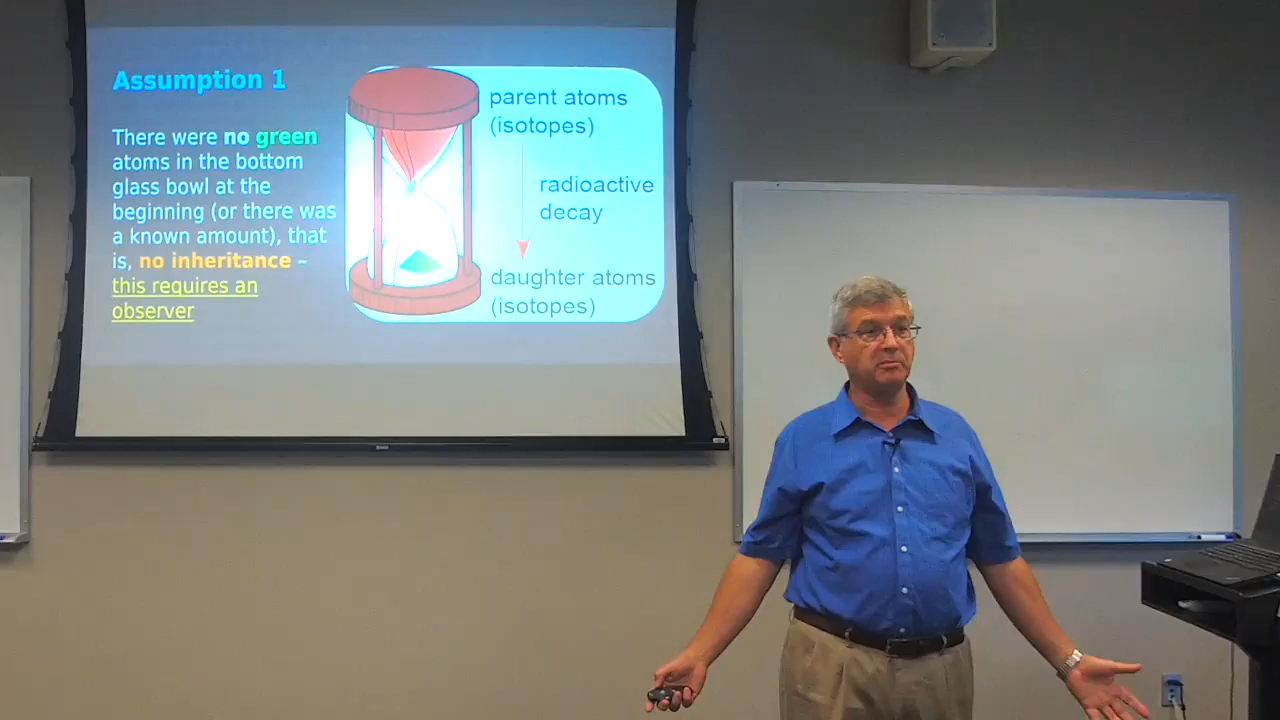 Assumption 1
There were no green
atoms in the bottom
glass bowl at the
beginning (or there was
a known amount), that
is, no inheritance –
this requires an
observer
parent atoms
(isotopes)
radioactive
decay
daughter atoms
(isotopes)